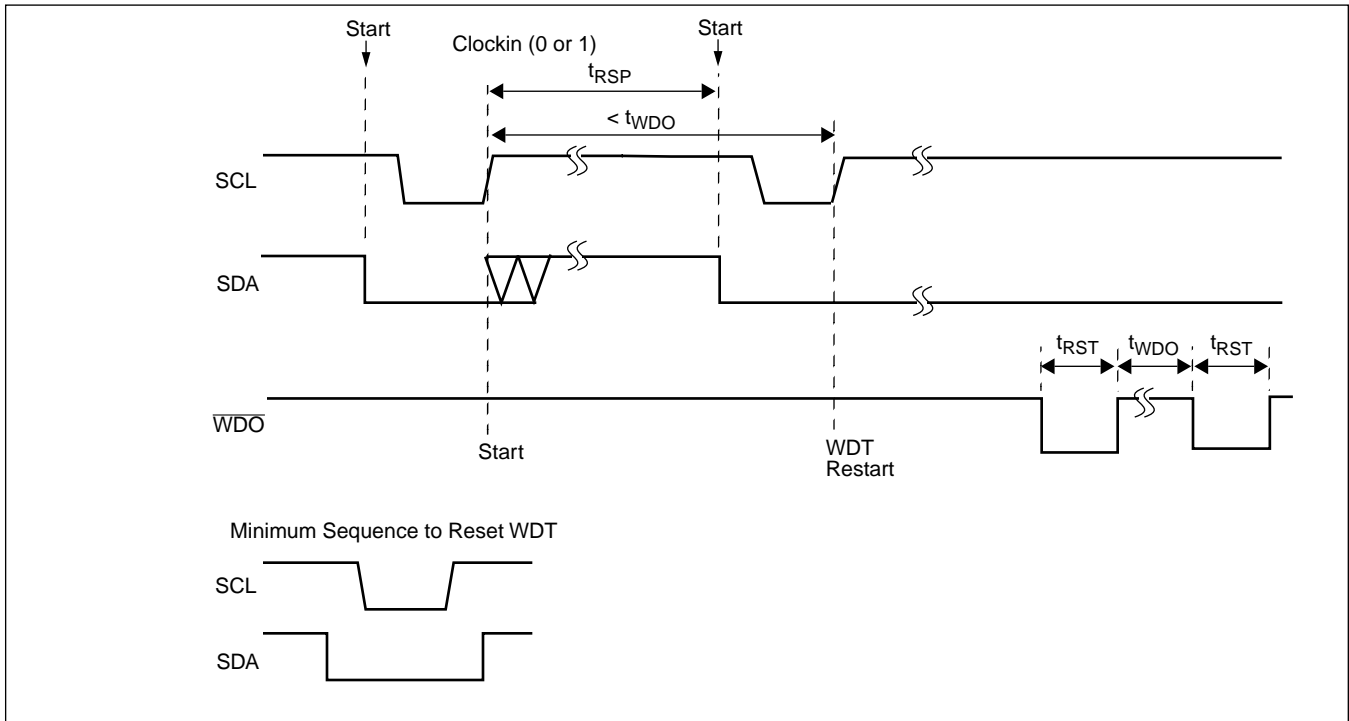 Start
Start
Clockin (0 or 1)
tRSP
< tWDO
SCL
SDA
tRST
tWDO
tRST
WDO
Start
WDT
Restart
Minimum Sequence to Reset WDT
SCL
SDA